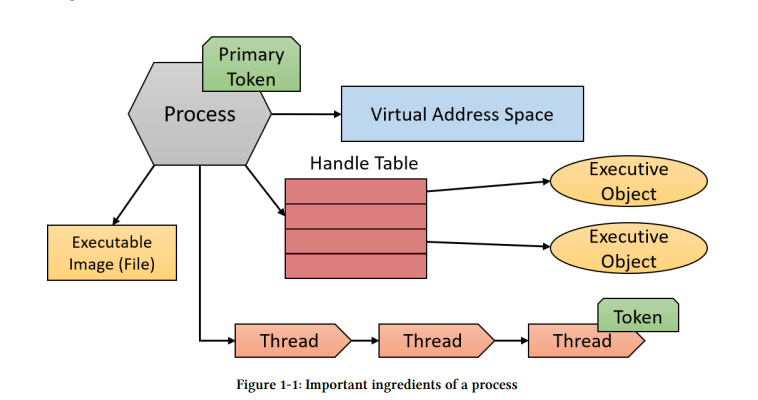 Primary
Token
Process
Virtual Address Space
Handle Table
Executive
Object
Executable
Image (File)
Executive
Object
Thread
Thread
Thread
Token
Figure 1-1: Important ingredients of a process